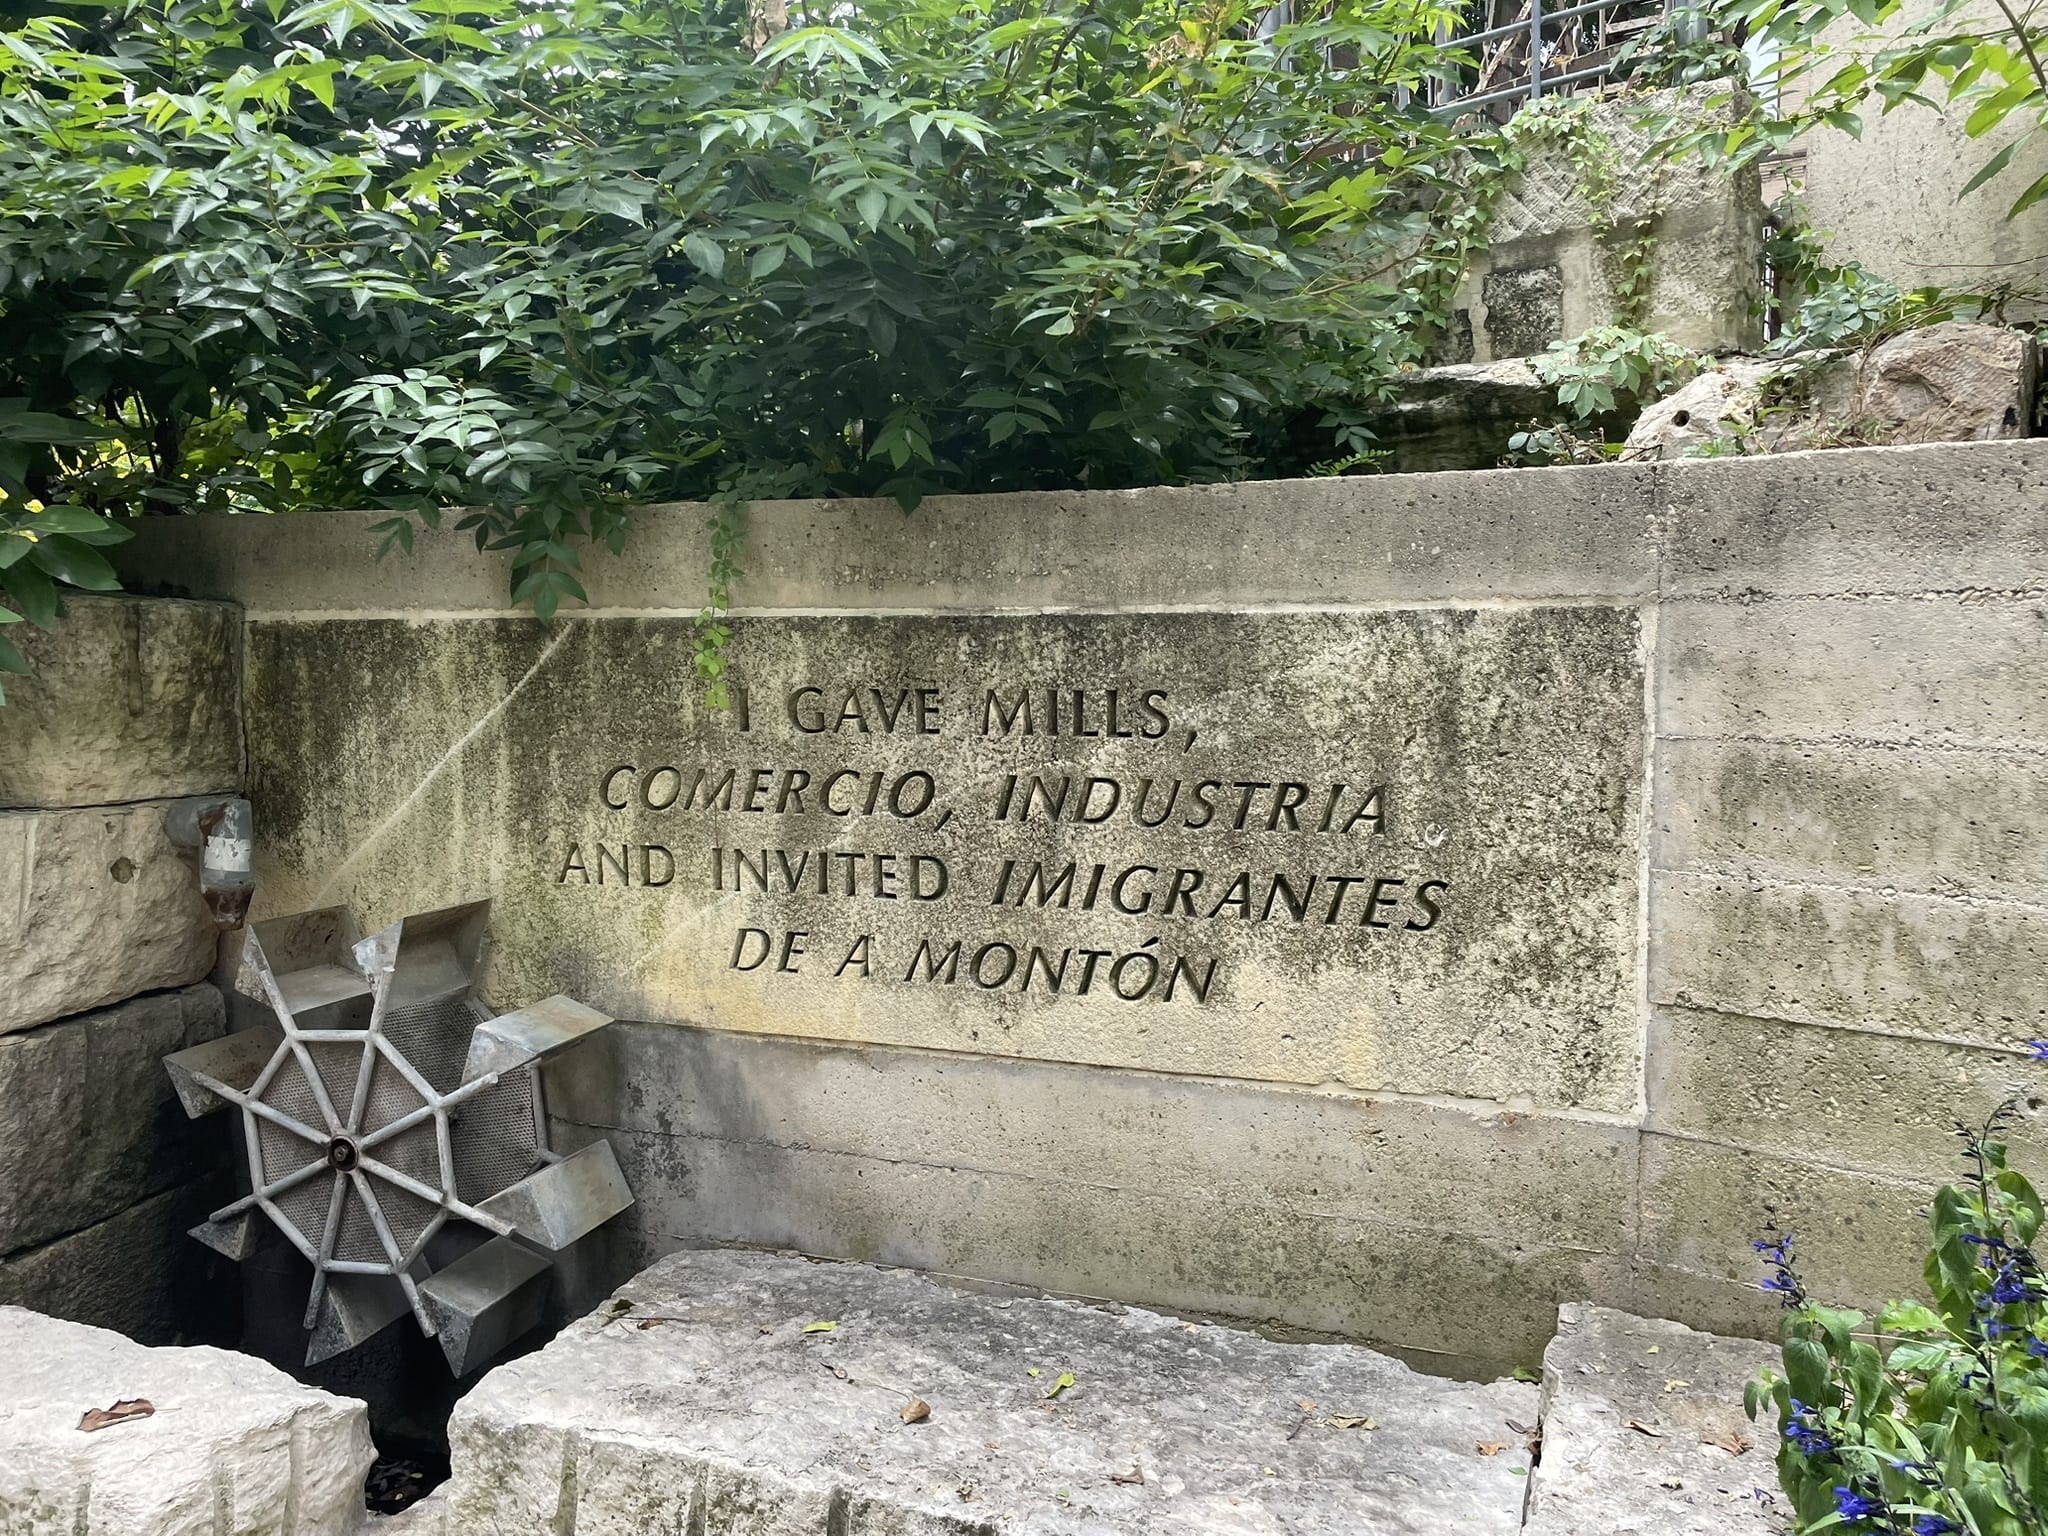 I GAVE MILLS,
COMERCIO, INDUSTRIA
AND INVITED IMIGRANTES
DE A MONTÓN